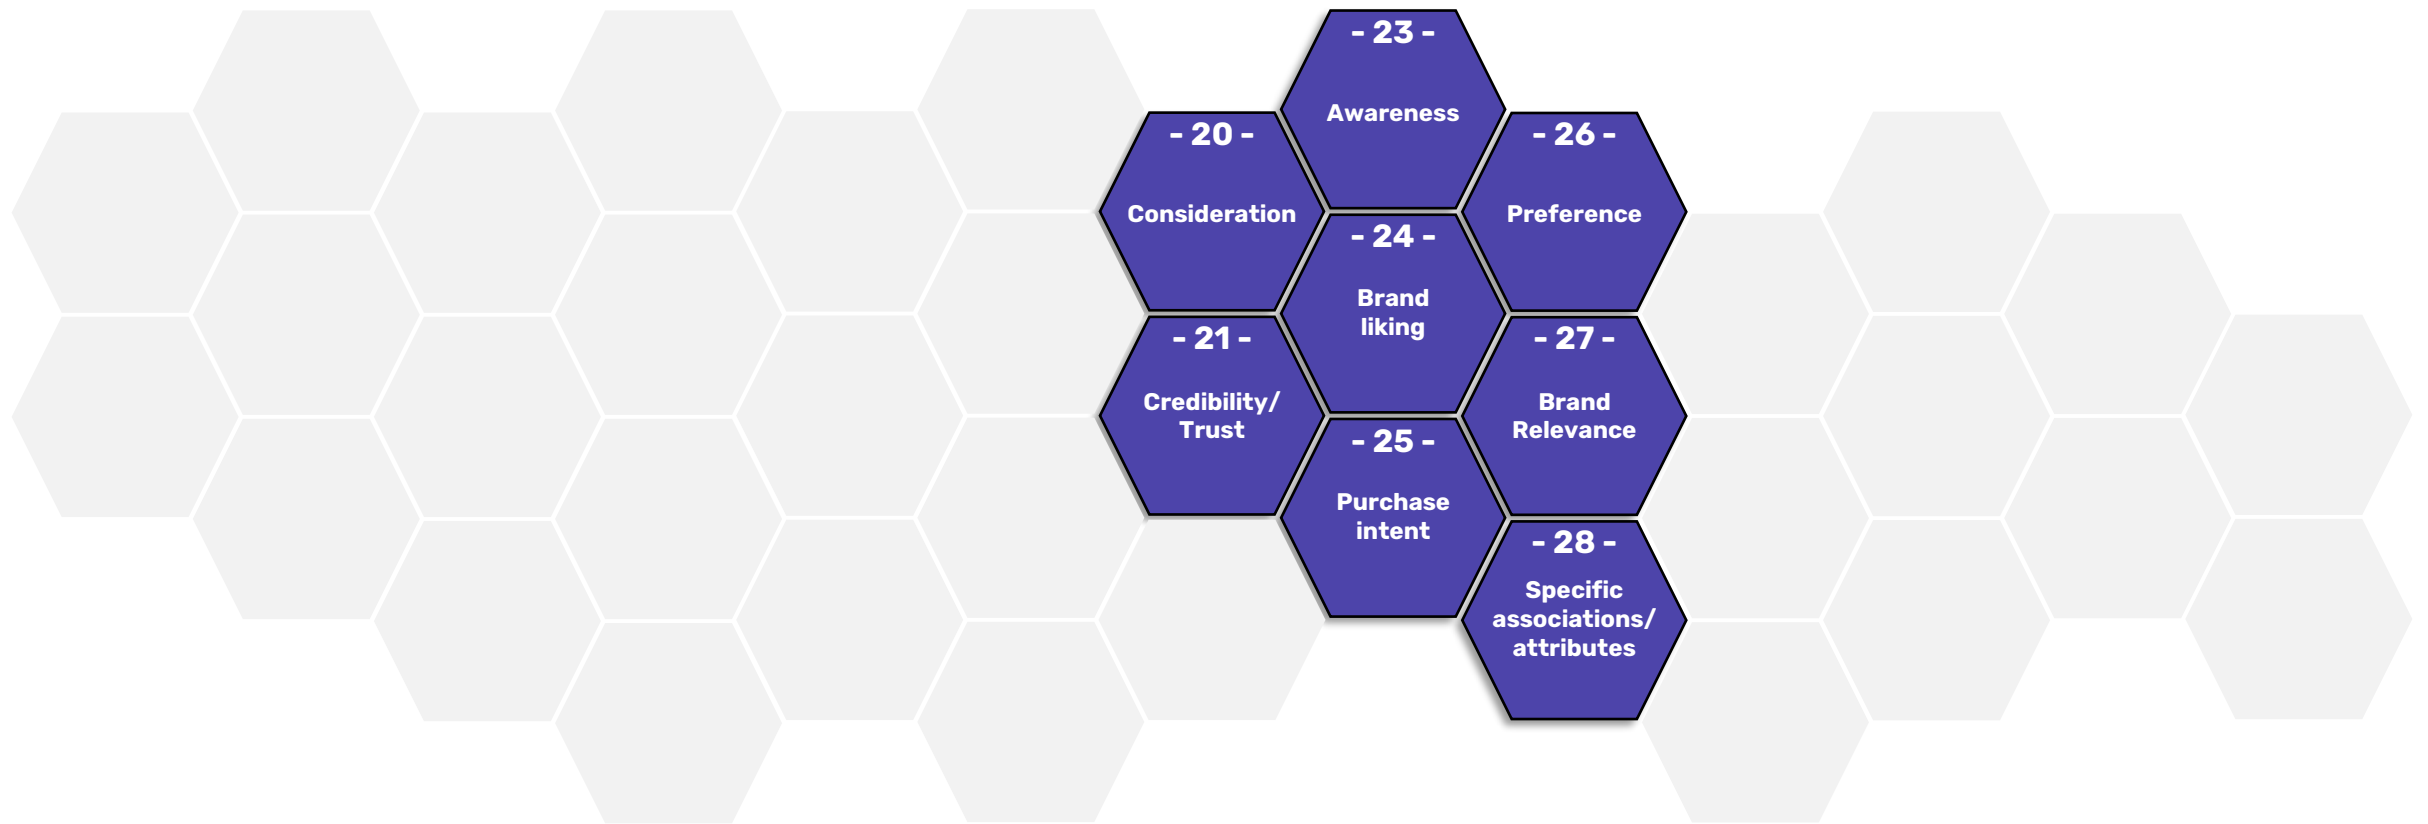 - 20 -
Consideration
- 21 -
Credibility/
Trust
- 23 -
Awareness
- 24 -
Brand
liking
- 25 -
Purchase
intent
- 26 -
Preference
- 27 -
Brand
Relevance
- 28 -
Specific
associations/
attributes